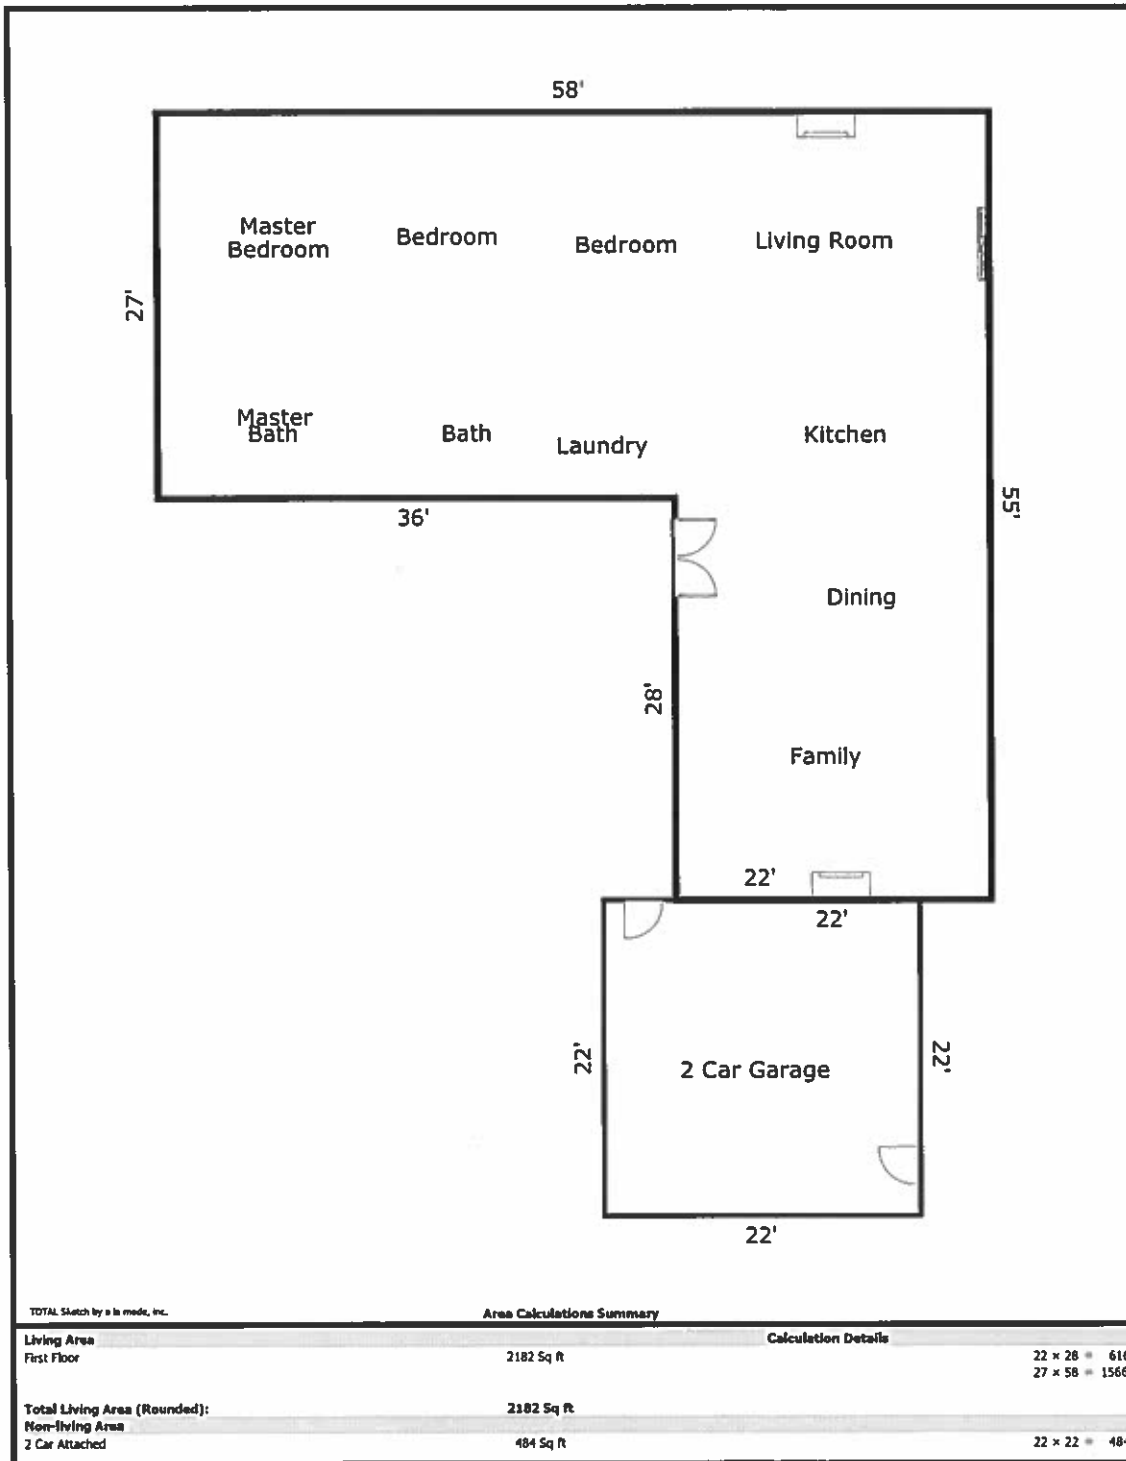 58'
Master
Bedroom
Bedroom
Bedroom
Living Room
27'
Master
Bath
Bath
Laundry
Kitchen
36'
55'
Dining
28'
Family
22'
22'
22'
2 Car Garage
22'
22'
TOTAL Sketch by a la mode, inc.
Area Calculations Summary
Living Area Calculation Details
First Floor 2182 Sq ft 22 × 28 = 616
27 × 58 = 1566
Total Living Area (Rounded): 2182 Sq ft
Non-living Area
2 Car Attached 484 Sq ft 22 × 22 = 484